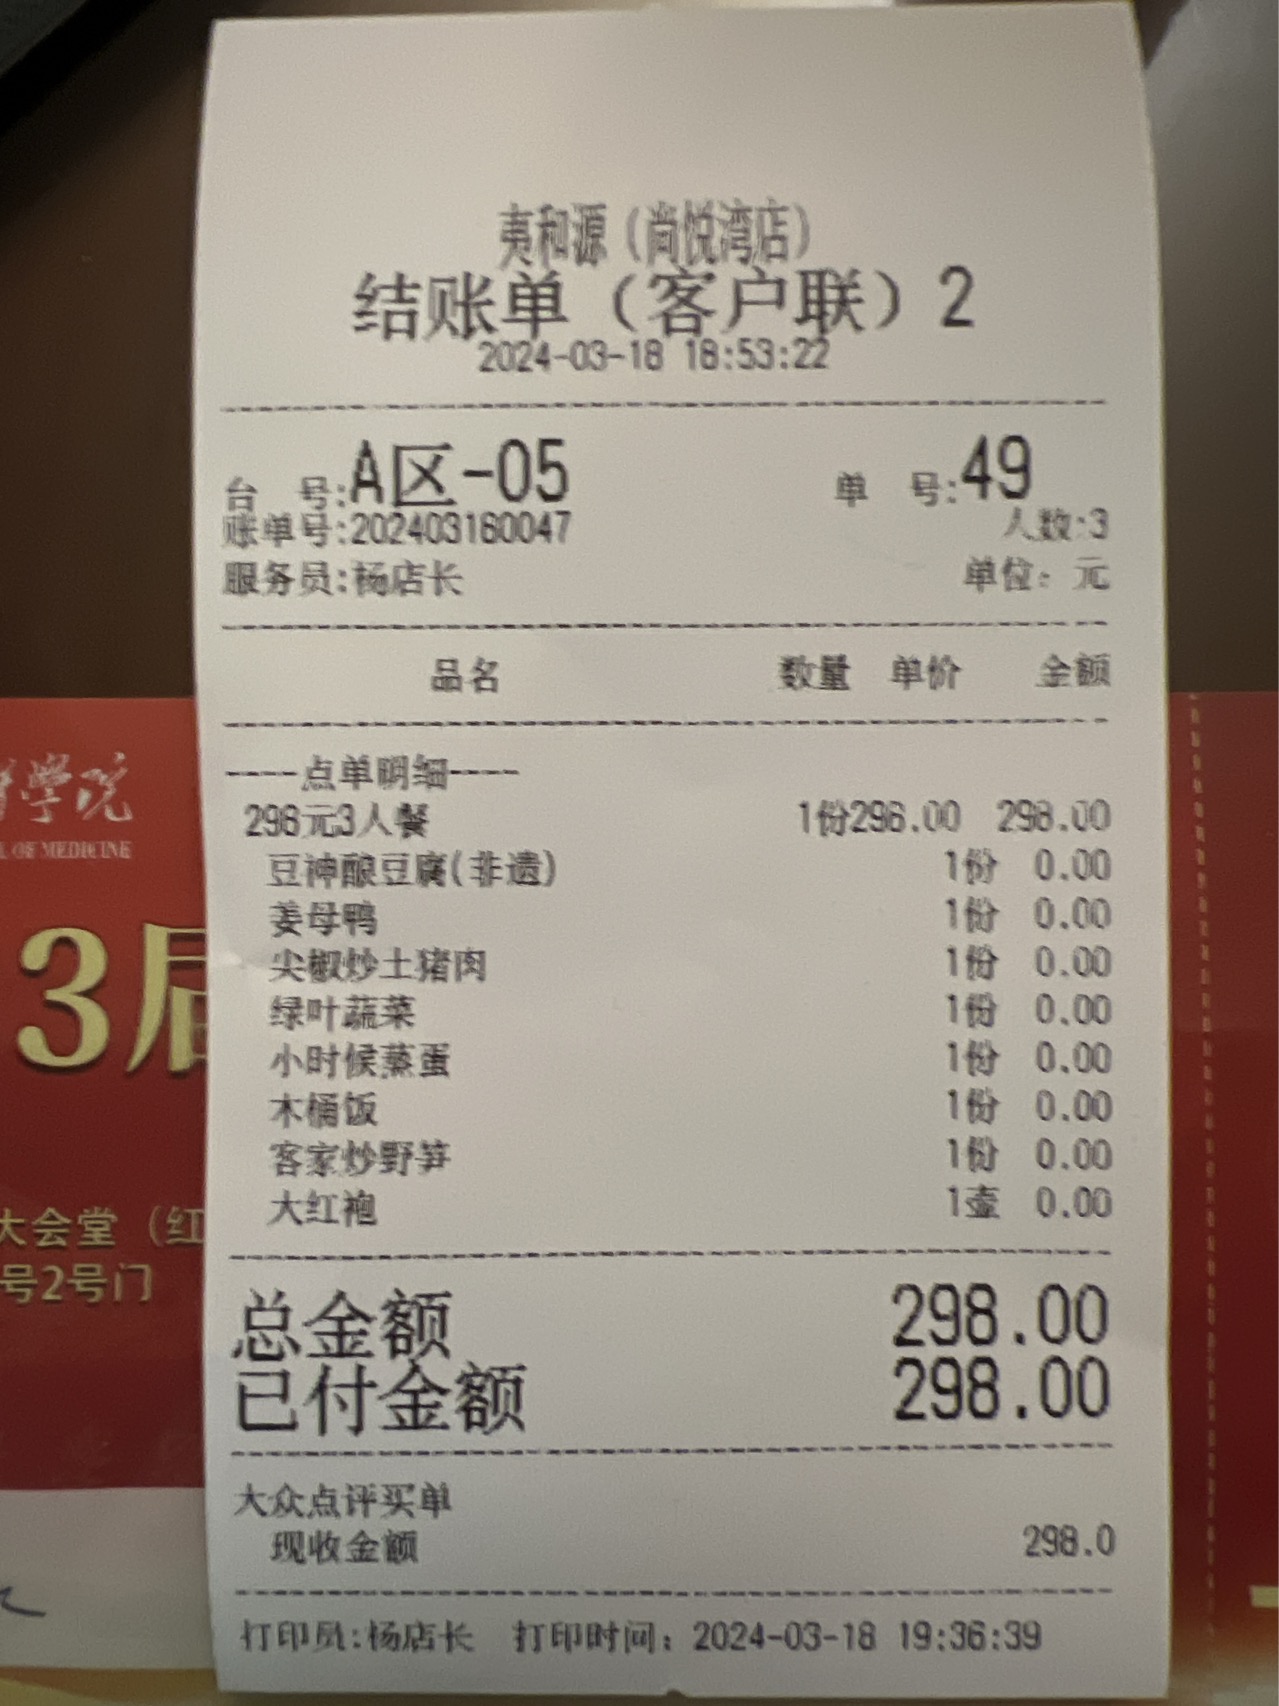 夷和源（尚悦湾店）
结账单（客户联）2
2024-03-18 18:53:22
台 号:A区-05 单 号:49
账单号:202403180047 人数:3
服务员:杨店长 单位：元
品名 数量 单价 金额
----点单明细----
298元3人餐 1份298.00 298.00
豆神酿豆腐(非遗) 1份 0.00
姜母鸭 1份 0.00
尖椒炒土猪肉 1份 0.00
绿叶蔬菜 1份 0.00
小时候蒸蛋 1份 0.00
木桶饭 1份 0.00
客家炒野笋 1份 0.00
大红袍 1壶 0.00
总金额 298.00
已付金额 298.00
大众点评买单
现收金额 298.0
打印员:杨店长 打印时间：2024-03-18 19:36:39
學院
OF MEDICINE
3届
大会堂（红
号2号门